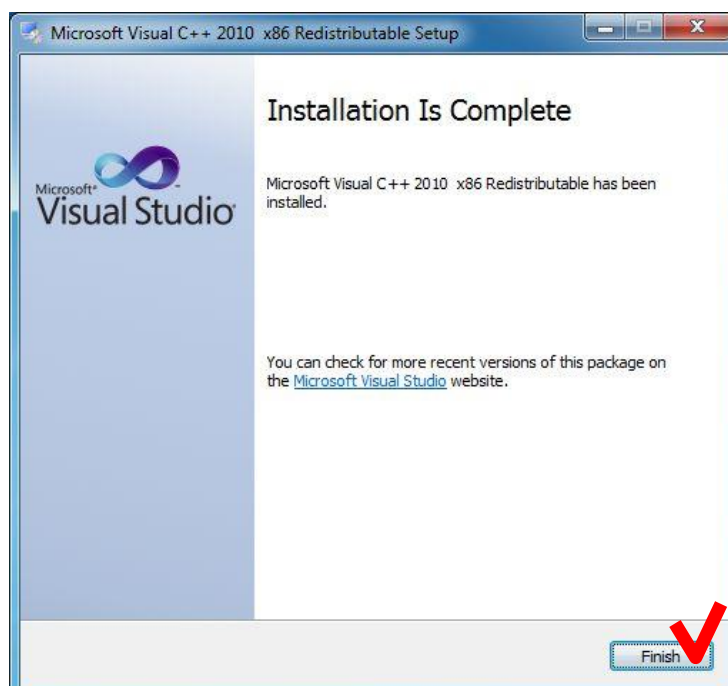 Microsoft Visual C++ 2010  x86 Redistributable Setup
Installation Is Complete
Microsoft Visual C++ 2010  x86 Redistributable has been
installed.
Microsoft®
Visual Studio®
You can check for more recent versions of this package on
the Microsoft Visual Studio website.
Finish